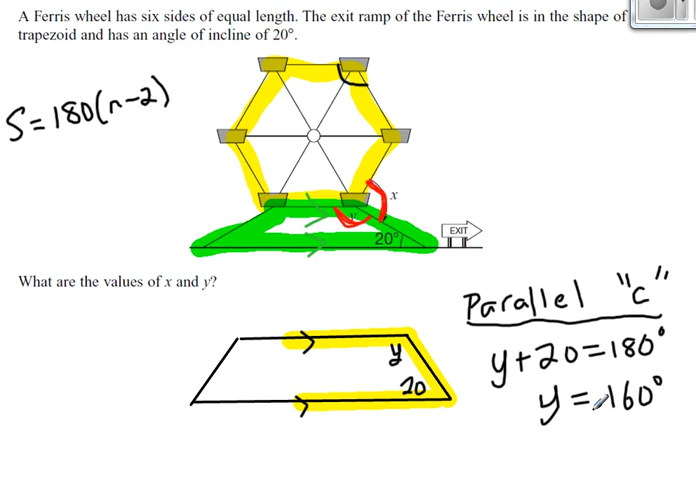 A Ferris wheel has six sides of equal length. The exit ramp of the Ferris wheel is in the shape of
trapezoid and has an angle of incline of 20°.
S=180(n-2)
x
y
EXIT
20°
What are the values of x and y?
Parallel "c"
y
y+20=180°
20
y=160°